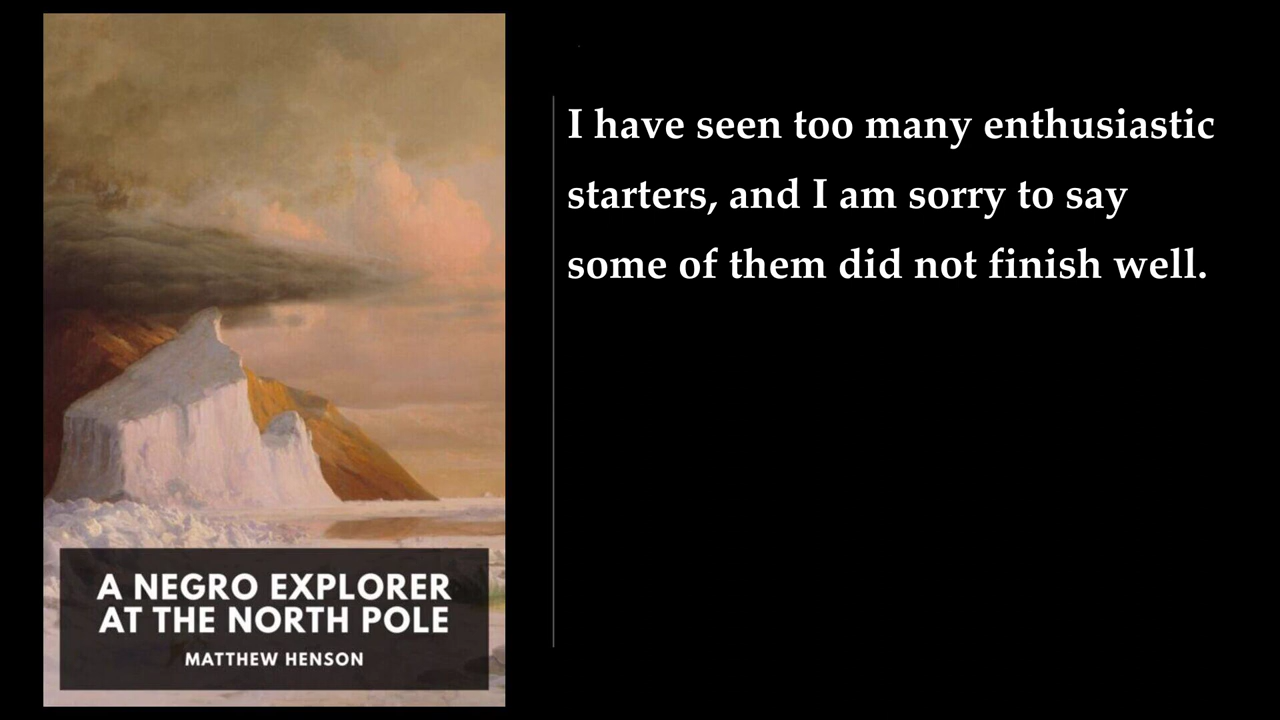 A NEGRO EXPLORER
AT THE NORTH POLE
MATTHEW HENSON
I have seen too many enthusiastic
starters, and I am sorry to say
some of them did not finish well.